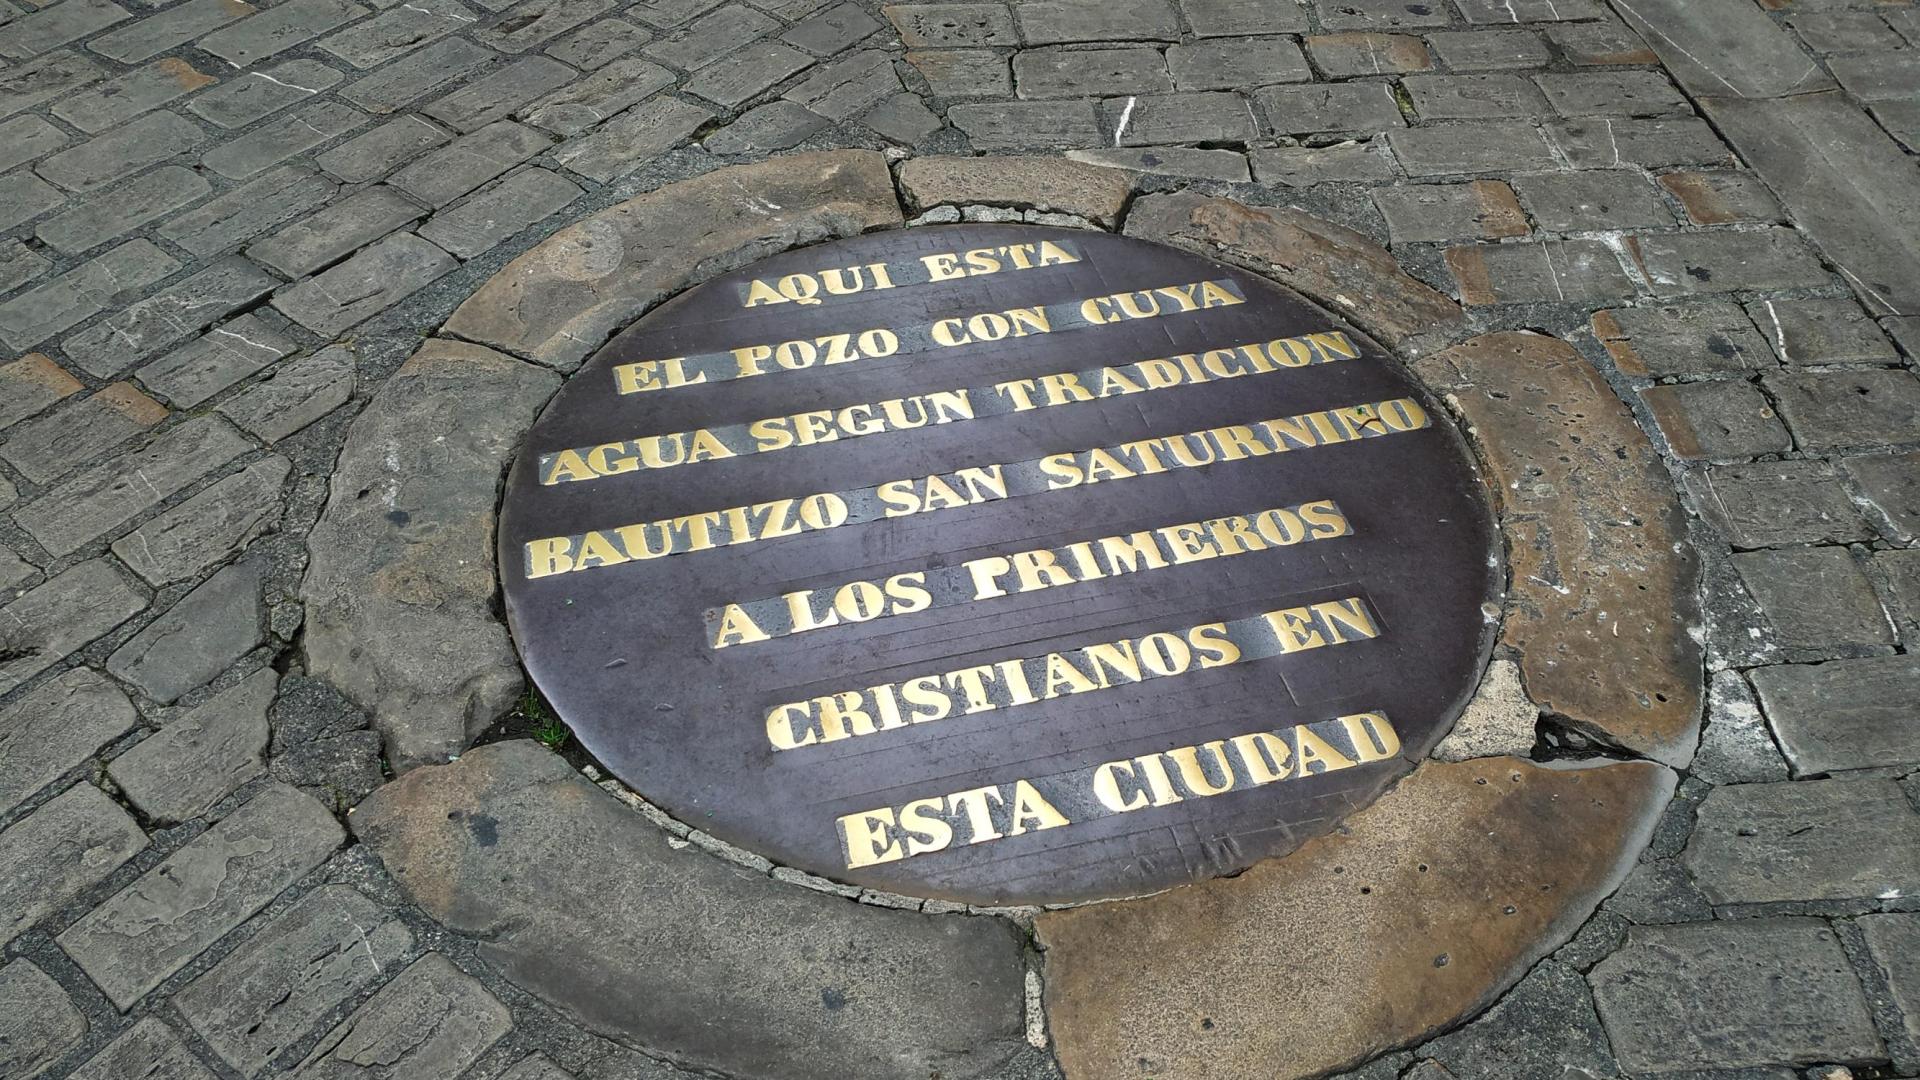 AQUI ESTA
EL POZO CON CUYA
AGUA SEGUN TRADICION
BAUTIZO SAN SATURNINO
A LOS PRIMEROS
CRISTIANOS EN
ESTA CIUDAD